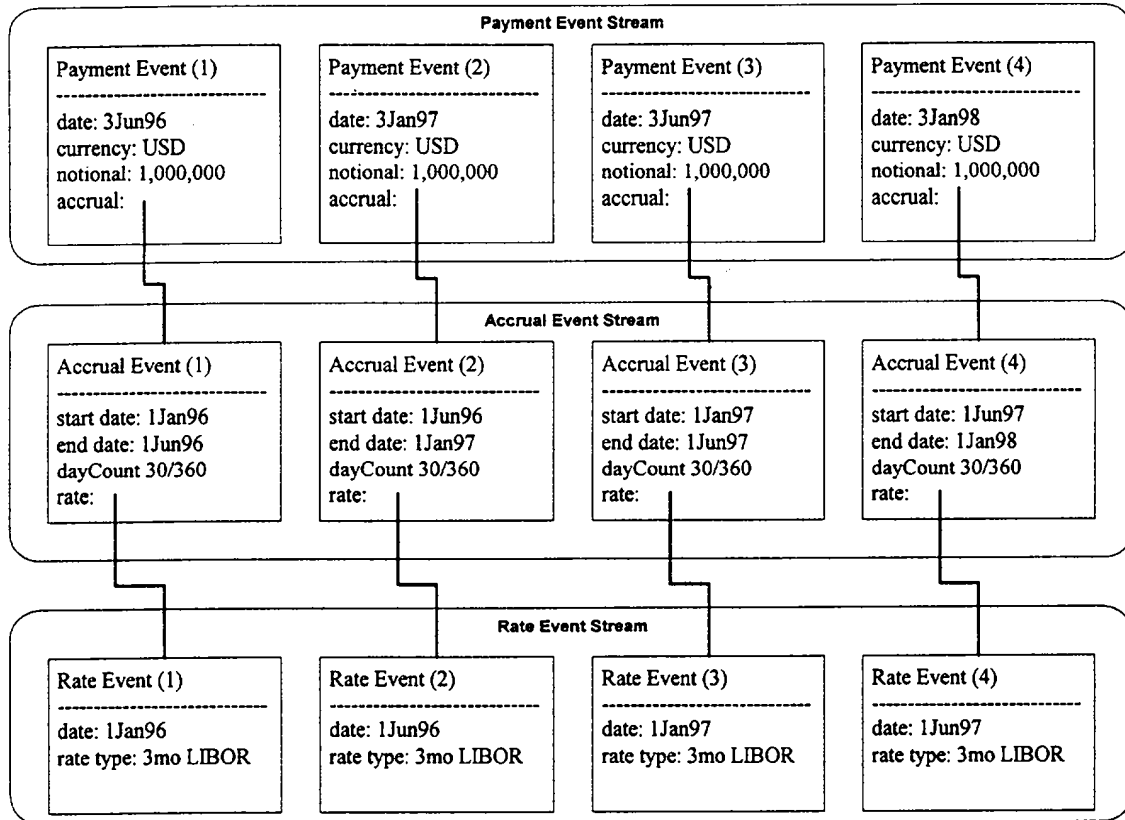 Payment Event Stream
Payment Event (1)
date: 3Jun96
currency: USD
notional: 1,000,000
accrual:
Payment Event (2)
date: 3Jan97
currency: USD
notional: 1,000,000
accrual:
Payment Event (3)
date: 3Jun97
currency: USD
notional: 1,000,000
accrual:
Payment Event (4)
date: 3Jan98
currency: USD
notional: 1,000,000
accrual:
Accrual Event Stream
Accrual Event (1)
start date: 1Jan96
end date: 1Jun96
dayCount 30/360
rate:
Accrual Event (2)
start date: 1Jun96
end date: 1Jan97
dayCount 30/360
rate:
Accrual Event (3)
start date: 1Jan97
end date: 1Jun97
dayCount 30/360
rate:
Accrual Event (4)
start date: 1Jun97
end date: 1Jan98
dayCount 30/360
rate:
Rate Event Stream
Rate Event (1)
date: 1Jan96
rate type: 3mo LIBOR
Rate Event (2)
date: 1Jun96
rate type: 3mo LIBOR
Rate Event (3)
date: 1Jan97
rate type: 3mo LIBOR
Rate Event (4)
date: 1Jun97
rate type: 3mo LIBOR